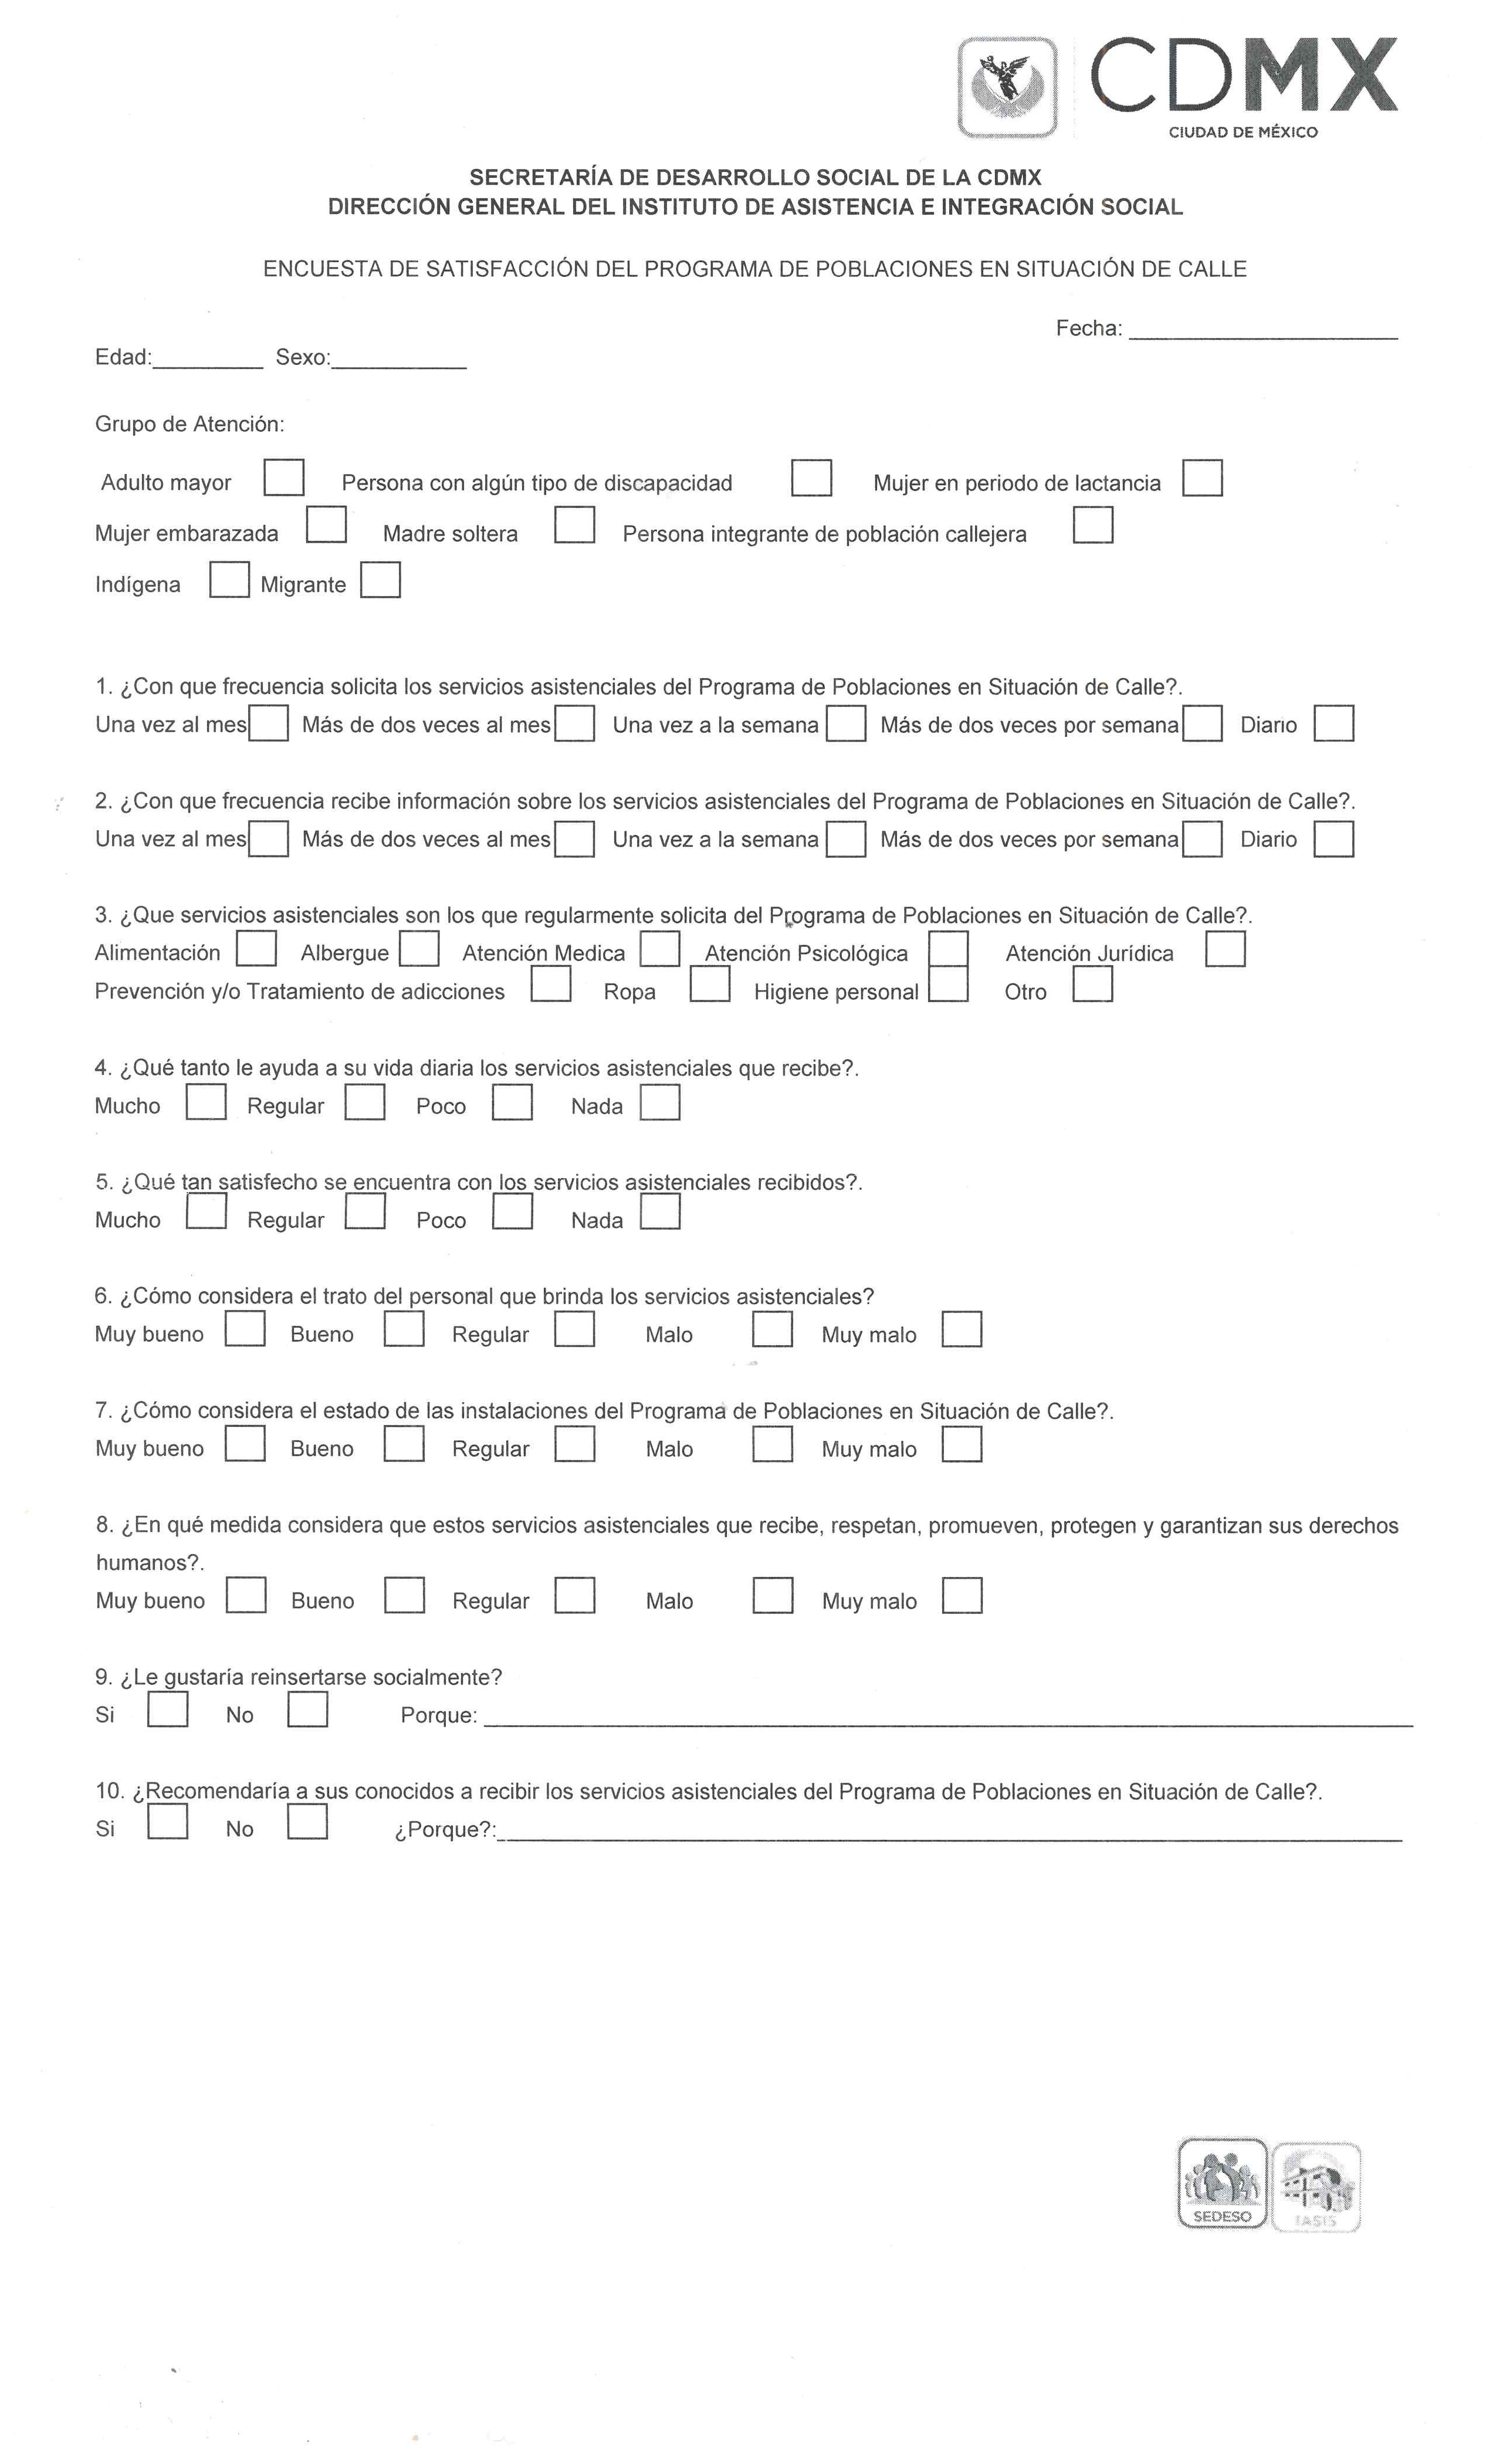 CDMX
CIUDAD DE MÉXICO
SECRETARÍA DE DESARROLLO SOCIAL DE LA CDMX
DIRECCIÓN GENERAL DEL INSTITUTO DE ASISTENCIA E INTEGRACIÓN SOCIAL
ENCUESTA DE SATISFACCIÓN DEL PROGRAMA DE POBLACIONES EN SITUACIÓN DE CALLE
Fecha:
Edad: Sexo:
Grupo de Atención:
Adulto mayor Persona con algún tipo de discapacidad Mujer en periodo de lactancia
Mujer embarazada Madre soltera Persona integrante de población callejera
Indígena Migrante
1. ¿Con que frecuencia solicita los servicios asistenciales del Programa de Poblaciones en Situación de Calle?.
Una vez al mes Más de dos veces al mes Una vez a la semana Más de dos veces por semana Diario
2. ¿Con que frecuencia recibe información sobre los servicios asistenciales del Programa de Poblaciones en Situación de Calle?.
Una vez al mes Más de dos veces al mes Una vez a la semana Más de dos veces por semana Diario
3. ¿Que servicios asistenciales son los que regularmente solicita del Programa de Poblaciones en Situación de Calle?.
Alimentación Albergue Atención Medica Atención Psicológica Atención Jurídica
Prevención y/o Tratamiento de adicciones Ropa Higiene personal Otro
4. ¿Qué tanto le ayuda a su vida diaria los servicios asistenciales que recibe?.
Mucho Regular Poco Nada
5. ¿Qué tan satisfecho se encuentra con los servicios asistenciales recibidos?.
Mucho Regular Poco Nada
6. ¿Cómo considera el trato del personal que brinda los servicios asistenciales?
Muy bueno Bueno Regular Malo Muy malo
7. ¿Cómo considera el estado de las instalaciones del Programa de Poblaciones en Situación de Calle?.
Muy bueno Bueno Regular Malo Muy malo
8. ¿En qué medida considera que estos servicios asistenciales que recibe, respetan, promueven, protegen y garantizan sus derechos
humanos?.
Muy bueno Bueno Regular Malo Muy malo
9. ¿Le gustaría reinsertarse socialmente?
Si No Porque:
10. ¿Recomendaría a sus conocidos a recibir los servicios asistenciales del Programa de Poblaciones en Situación de Calle?.
Si No ¿Porque?:
SEDESO IASIS